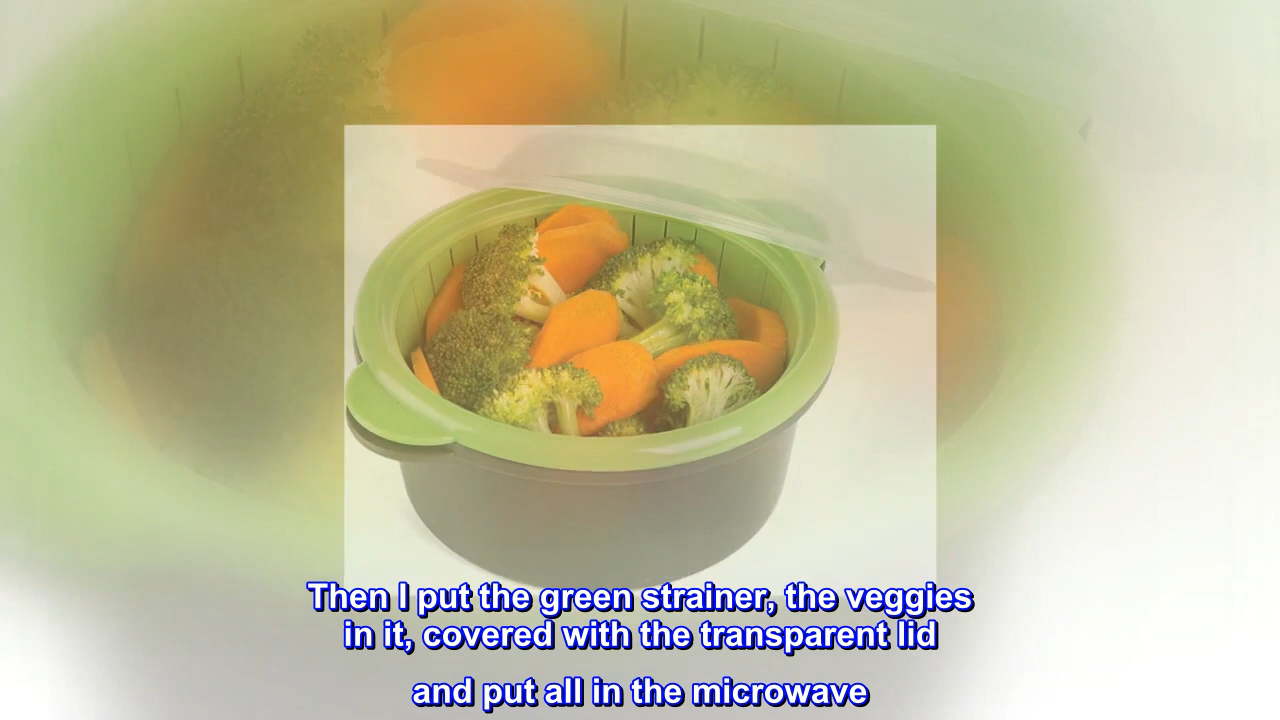 Then I put the green strainer, the veggies
in it, covered with the transparent lid
and put all in the microwave